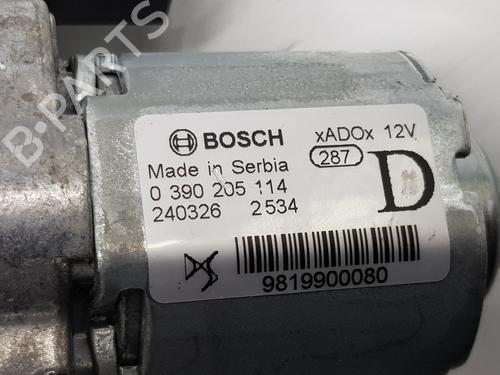 B-PARTS
BOSCH xADOx 12V
Made in Serbia 287 D
0 390 205 114
240326 2534
9819900080